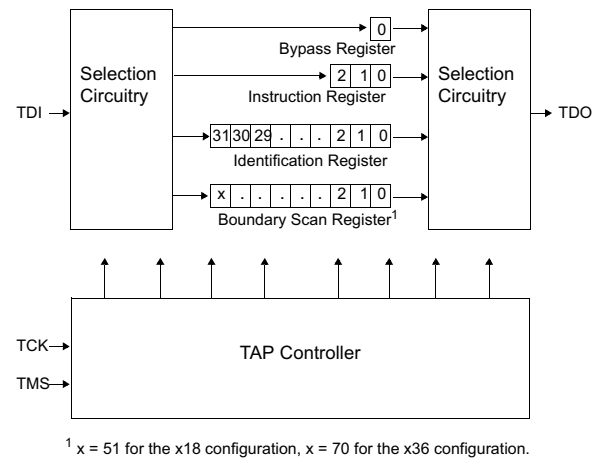 0
Bypass Register
Selection
Circuitry
2 1 0
Selection
Circuitry
Instruction Register
TDI
TDO
31 30 29 . . . 2 1 0
Identification Register
x . . . . . 2 1 0
Boundary Scan Register1
TCK
TAP Controller
TMS
1 x = 51 for the x18 configuration, x = 70 for the x36 configuration.